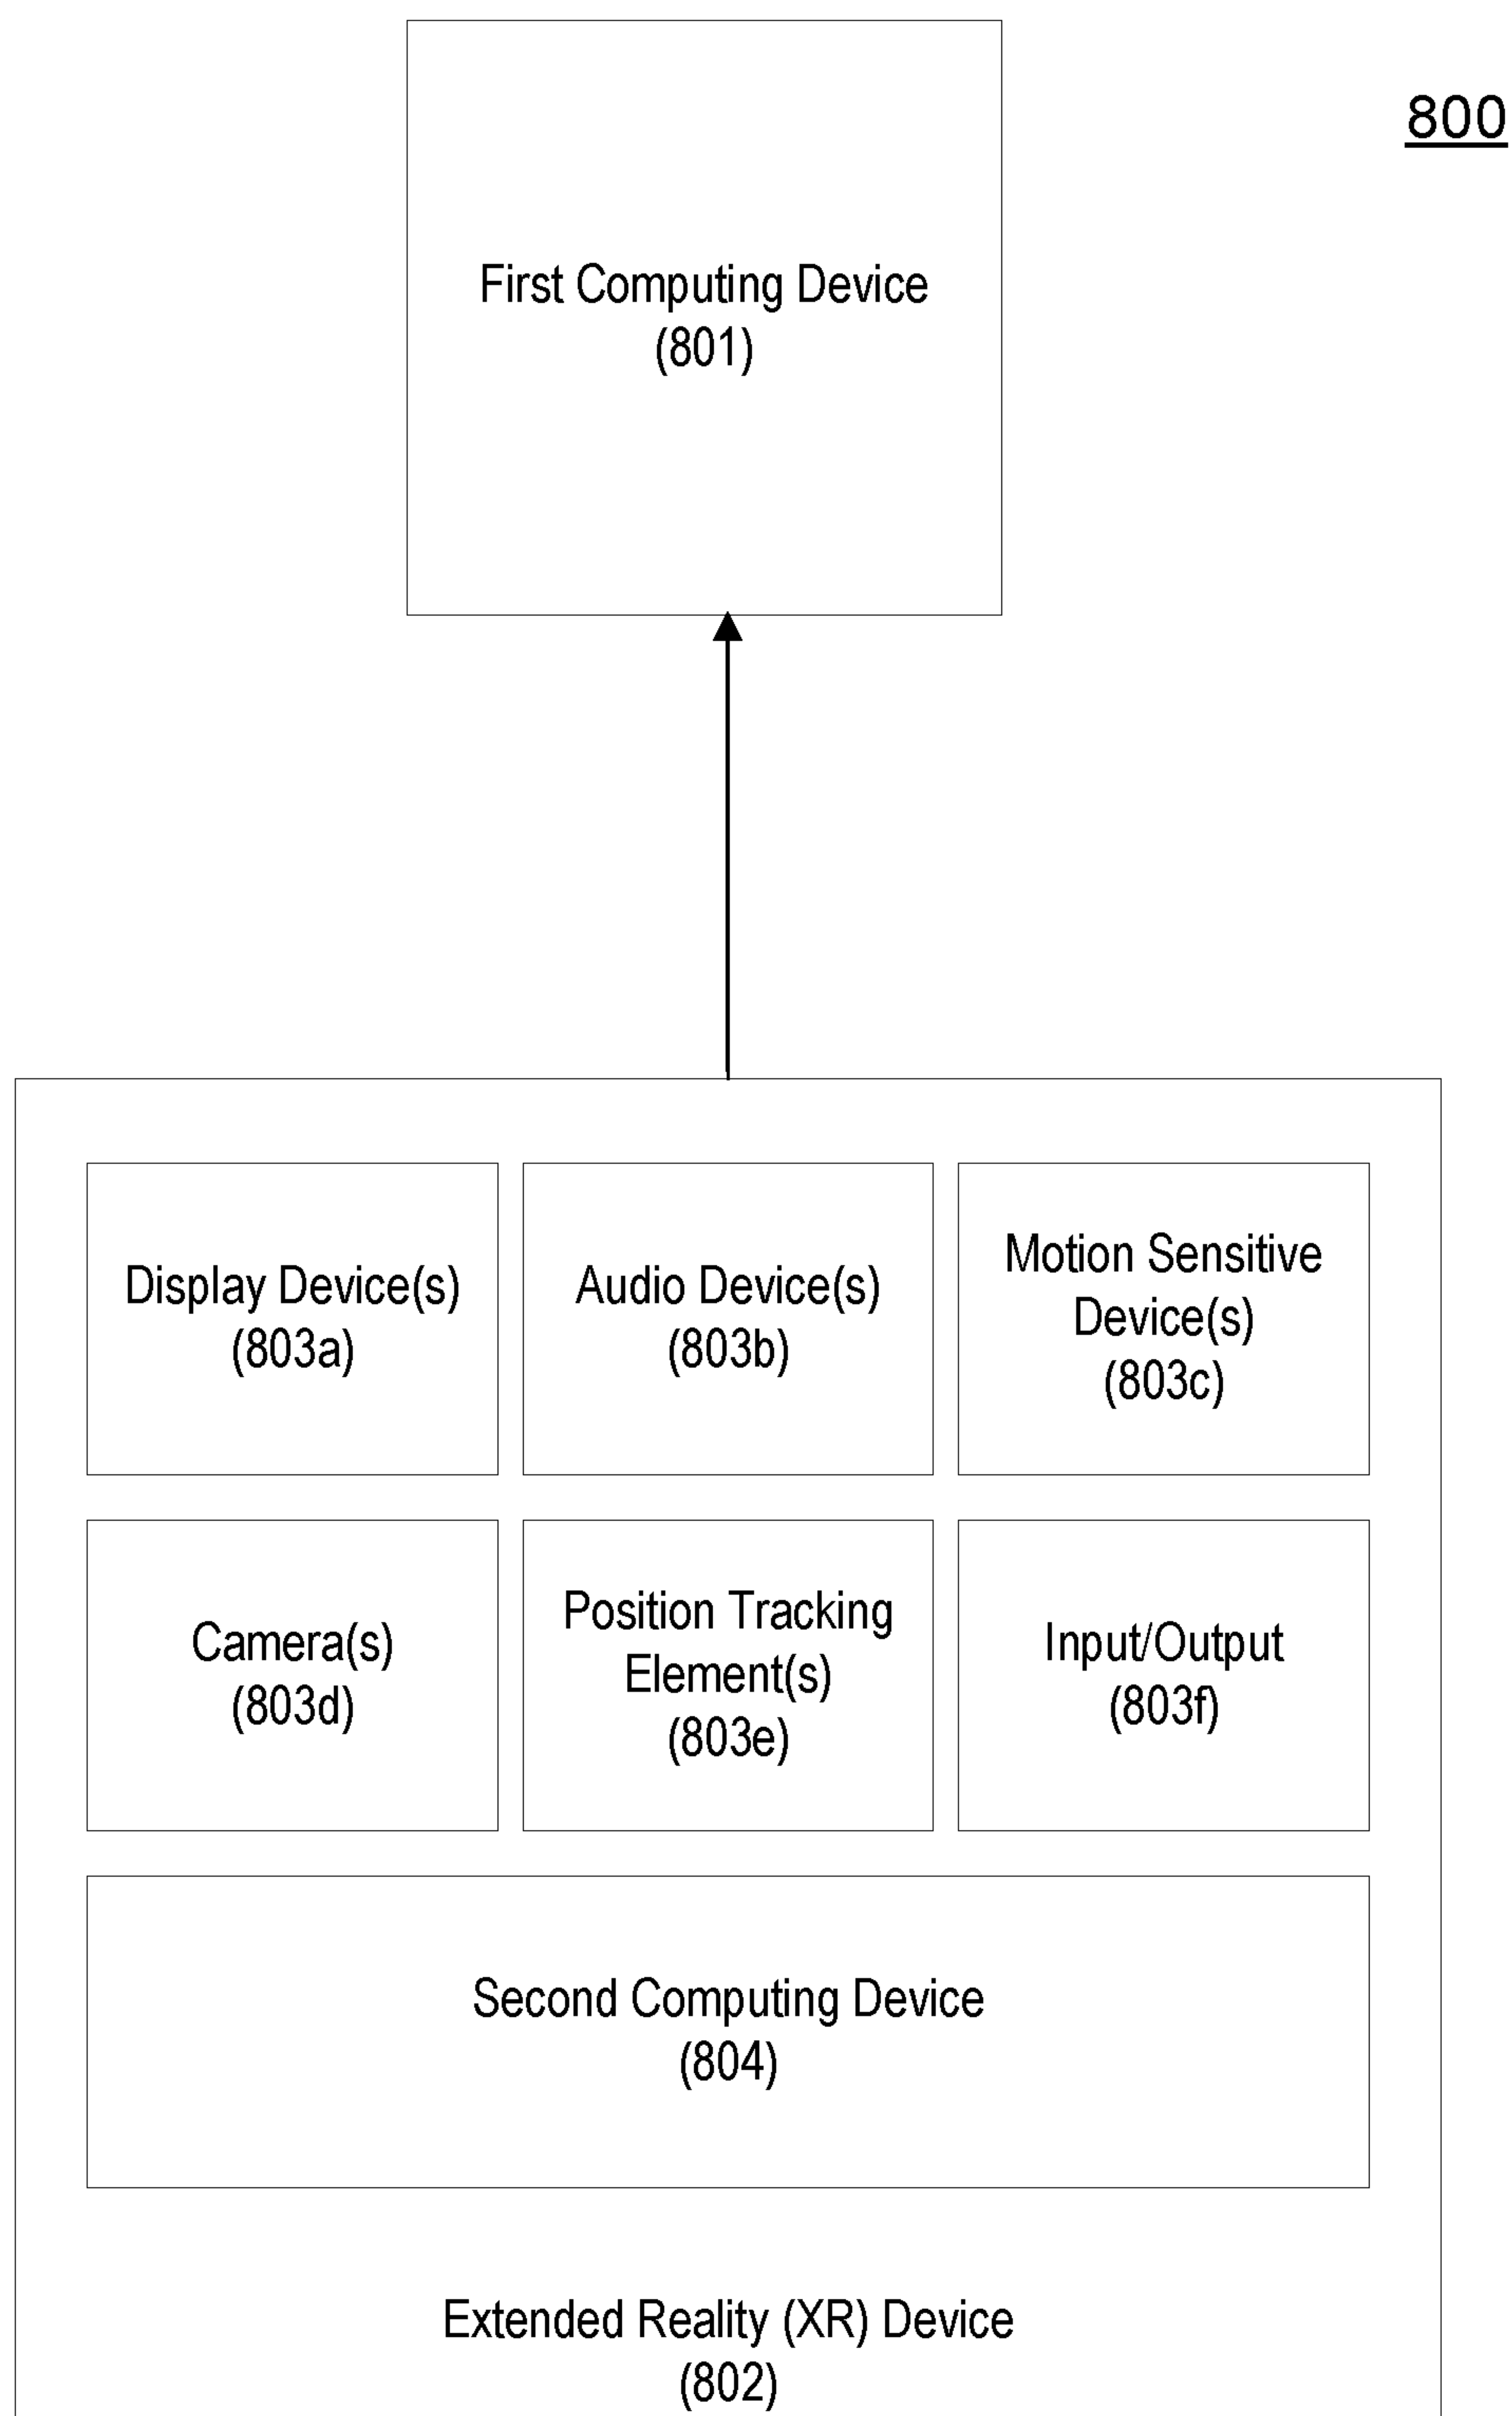 800
First Computing Device
(801)
Display Device(s)
(803a)
Audio Device(s)
(803b)
Motion Sensitive
Device(s)
(803c)
Camera(s)
(803d)
Position Tracking
Element(s)
(803e)
Input/Output
(803f)
Second Computing Device
(804)
Extended Reality (XR) Device
(802)